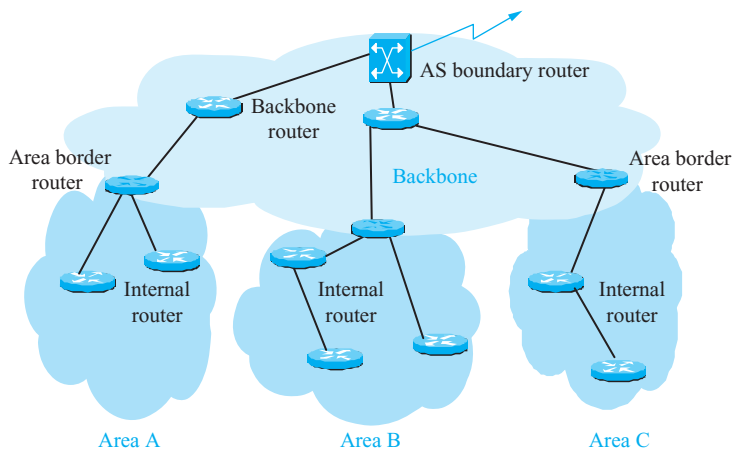 AS boundary router
Backbone
router
Area border
router
Area border
router
Backbone
Internal
router
Internal
router
Internal
router
Area A
Area B
Area C